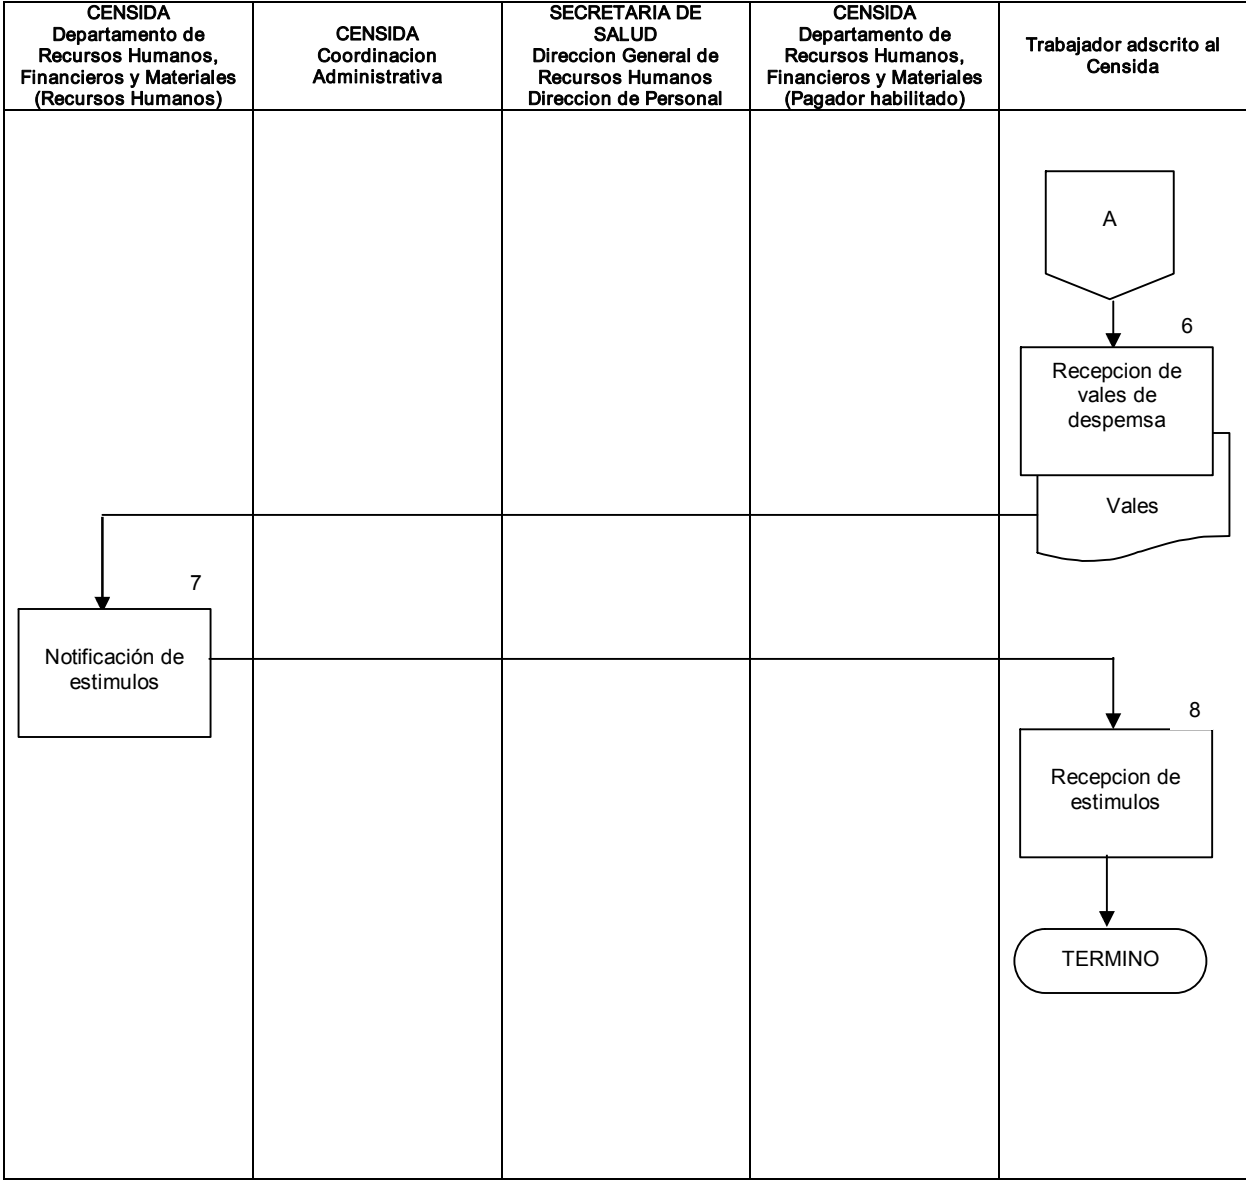 CENSIDA
Departamento de
Recursos Humanos,
Financieros y Materiales
(Recursos Humanos)
CENSIDA
Coordinacion
Administrativa
SECRETARIA DE
SALUD
Direccion General de
Recursos Humanos
Direccion de Personal
CENSIDA
Departamento de
Recursos Humanos,
Financieros y Materiales
(Pagador habilitado)
Trabajador adscrito al
Censida
A
6
Recepcion de
vales de
despemsa
Vales
7
Notificación de
estimulos
8
Recepcion de
estimulos
TERMINO